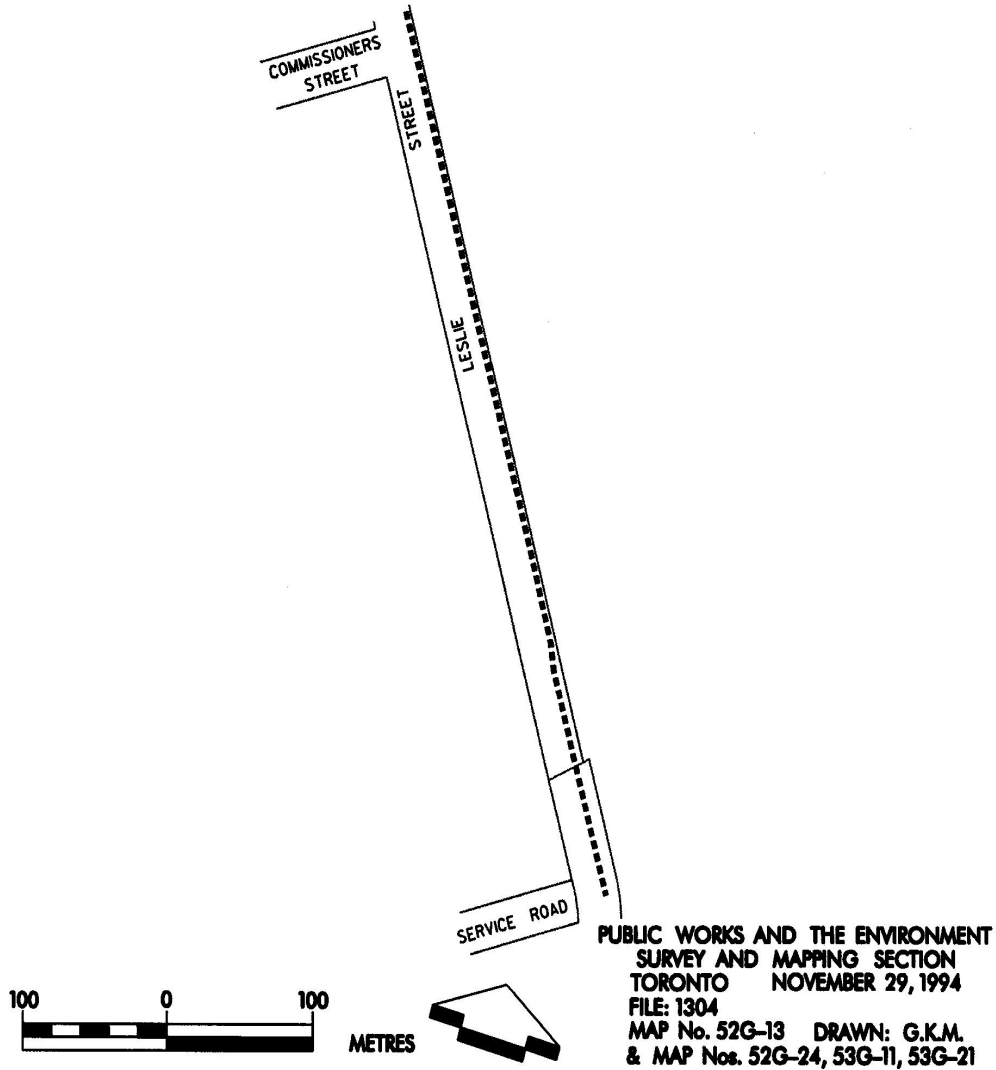 COMMISSIONERS
STREET
STREET
LESLIE
SERVICE ROAD
PUBLIC WORKS AND THE ENVIRONMENT
SURVEY AND MAPPING SECTION
TORONTO NOVEMBER 29, 1994
FILE: 1304
MAP No. 52G-13 DRAWN: G.K.M.
& MAP Nos. 52G-24, 53G-11, 53G-21
100 0 100
METRES